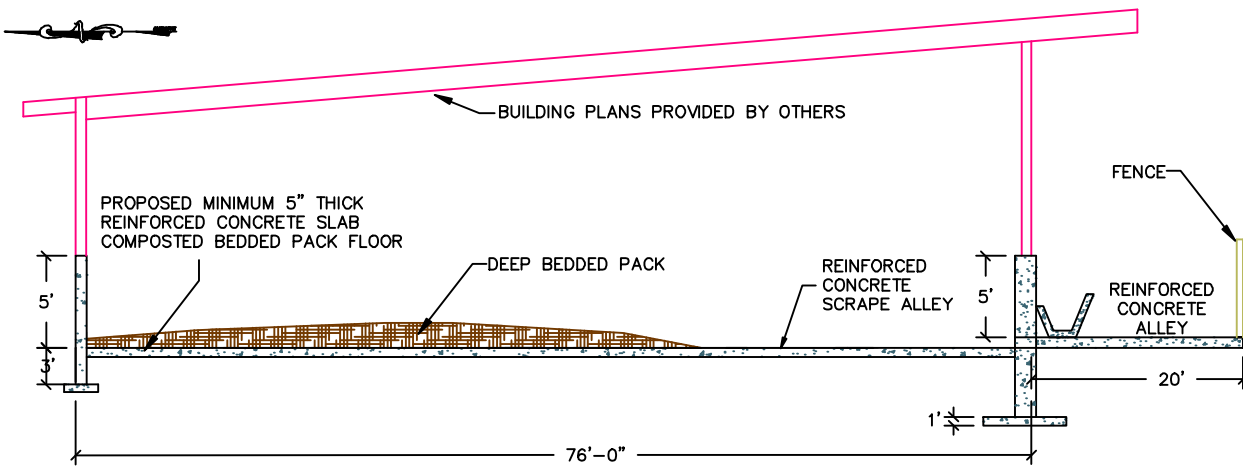 BUILDING PLANS PROVIDED BY OTHERS
FENCE
PROPOSED MINIMUM 5" THICK
REINFORCED CONCRETE SLAB
COMPOSTED BEDDED PACK FLOOR
DEEP BEDDED PACK
REINFORCED
CONCRETE
SCRAPE ALLEY
REINFORCED
CONCRETE
ALLEY
5'
3'
5'
20'
1'
76'-0"